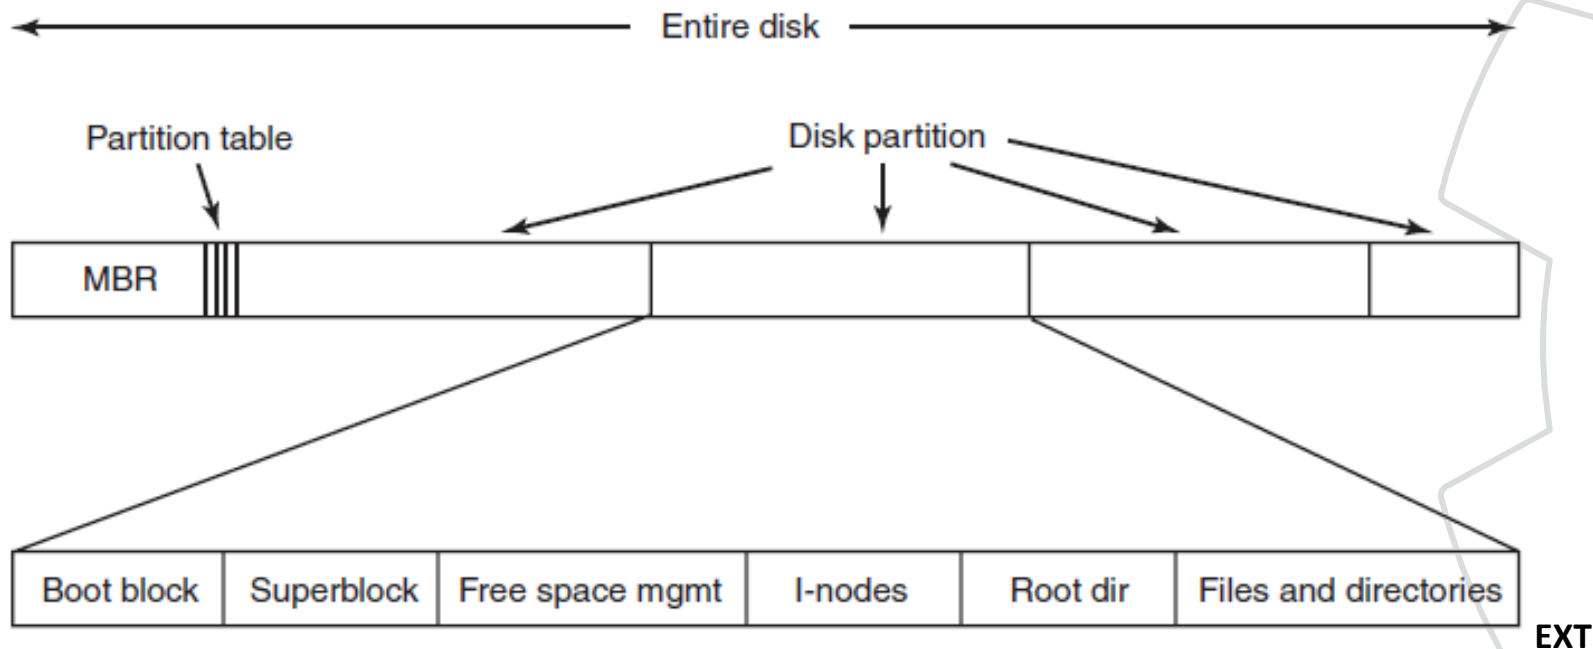 Entire disk
Partition table
Disk partition
MBR
Boot block
Superblock
Free space mgmt
I-nodes
Root dir
Files and directories
EXT